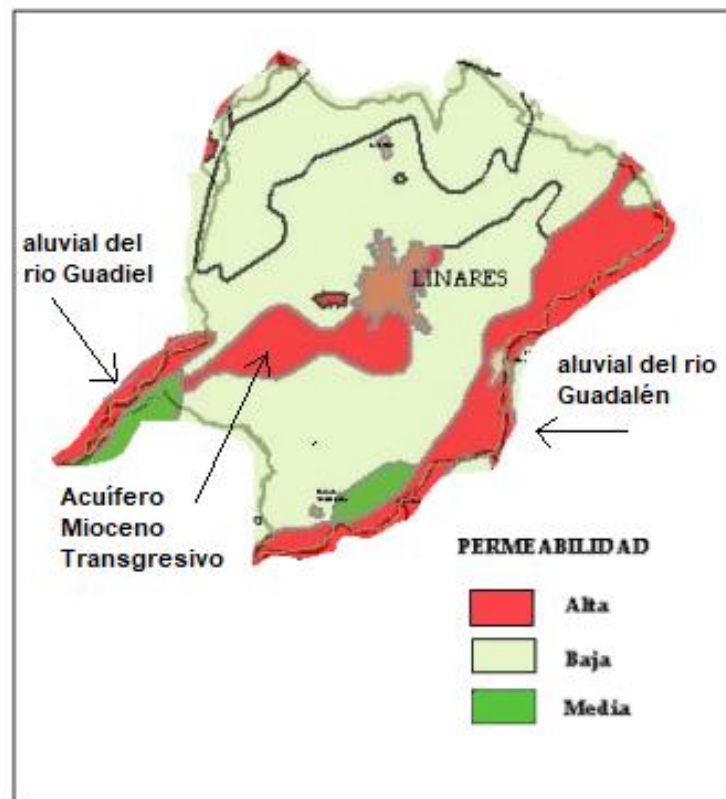 aluvial del
rio Guadiel
LINARES
aluvial del rio
Guadalén
Acuífero
Mioceno
Transgresivo
PERMEABILIDAD
Alta
Baja
Media